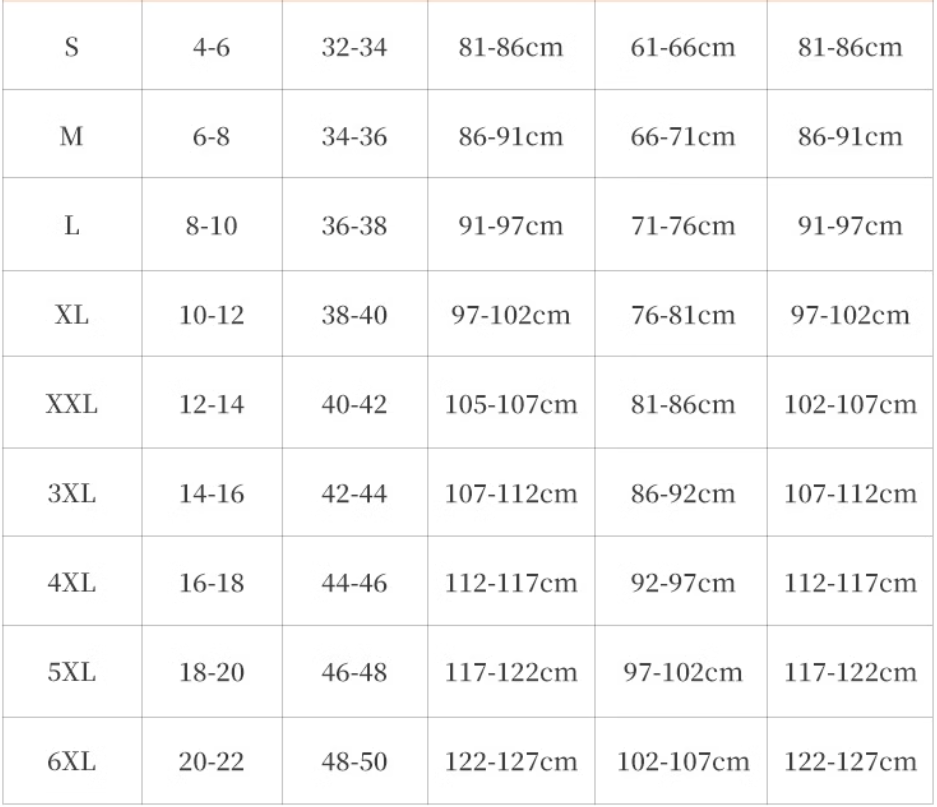 S 4-6 32-34 81-86cm 61-66cm 81-86cm
M 6-8 34-36 86-91cm 66-71cm 86-91cm
L 8-10 36-38 91-97cm 71-76cm 91-97cm
XL 10-12 38-40 97-102cm 76-81cm 97-102cm
XXL 12-14 40-42 105-107cm 81-86cm 102-107cm
3XL 14-16 42-44 107-112cm 86-92cm 107-112cm
4XL 16-18 44-46 112-117cm 92-97cm 112-117cm
5XL 18-20 46-48 117-122cm 97-102cm 117-122cm
6XL 20-22 48-50 122-127cm 102-107cm 122-127cm